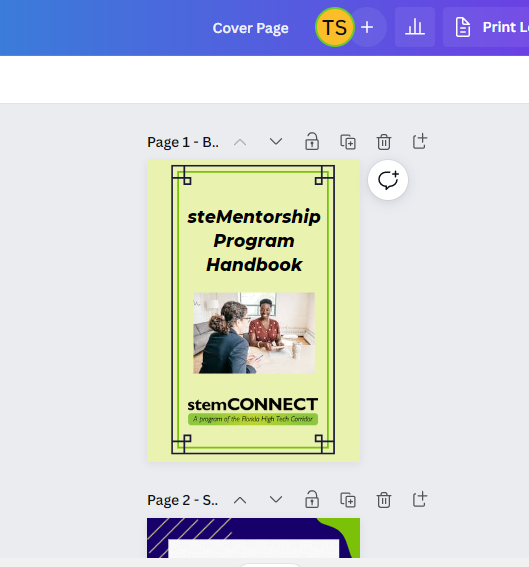 Cover Page
TS
Print Le
Page 1 - B..
steMentorship
Program
Handbook
stemCONNECT
A program of the Florida High Tech Corridor
Page 2 - S..